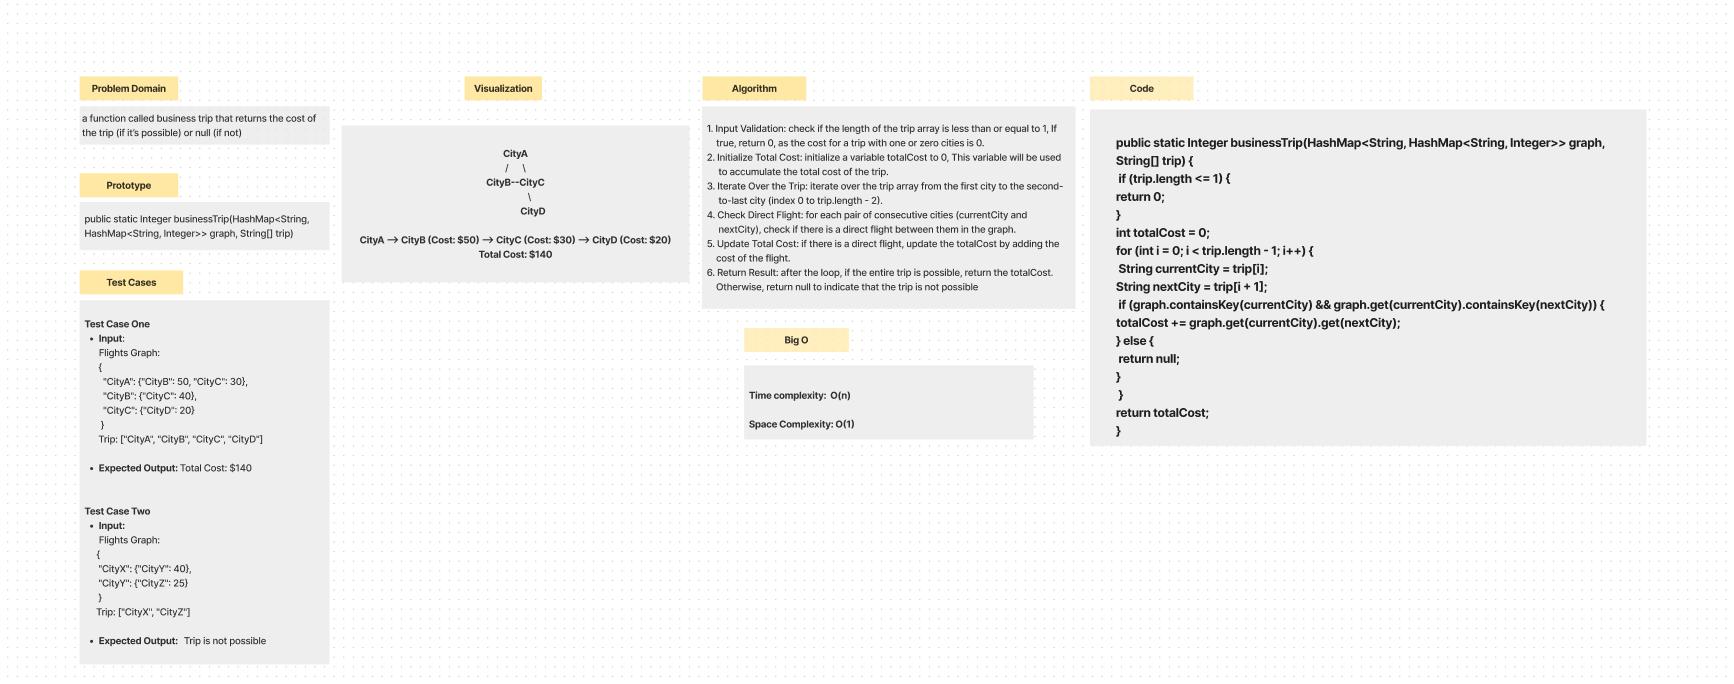 Problem Domain
a function called business trip that returns the cost of
the trip (if it's possible) or null (if not)
Prototype
public static Integer businessTrip(HashMap<String,
HashMap<String, Integer>> graph, String[] trip)
Test Cases
Test Case One
• Input:
Flights Graph:
{
"CityA": {"CityB": 50, "CityC": 30},
"CityB": {"CityC": 40},
"CityC": {"CityD": 20}
}
Trip: ["CityA", "CityB", "CityC", "CityD"]
• Expected Output: Total Cost: $140
Test Case Two
• Input:
Flights Graph:
{
"CityX": {"CityY": 40},
"CityY": {"CityZ": 25}
}
Trip: ["CityX", "CityZ"]
• Expected Output: Trip is not possible
Visualization
CityA
/ \
CityB--CityC
\
CityD
CityA → CityB (Cost: $50) → CityC (Cost: $30) → CityD (Cost: $20)
Total Cost: $140
Algorithm
1. Input Validation: check if the length of the trip array is less than or equal to 1, If
true, return 0, as the cost for a trip with one or zero cities is 0.
2. Initialize Total Cost: initialize a variable totalCost to 0, This variable will be used
to accumulate the total cost of the trip.
3. Iterate Over the Trip: iterate over the trip array from the first city to the second-
to-last city (index 0 to trip.length - 2).
4. Check Direct Flight: for each pair of consecutive cities (currentCity and
nextCity), check if there is a direct flight between them in the graph.
5. Update Total Cost: if there is a direct flight, update the totalCost by adding the
cost of the flight.
6. Return Result: after the loop, if the entire trip is possible, return the totalCost.
Otherwise, return null to indicate that the trip is not possible
Big O
Time complexity: O(n)
Space Complexity: O(1)
Code
public static Integer businessTrip(HashMap<String, HashMap<String, Integer>> graph,
String[] trip) {
if (trip.length <= 1) {
return 0;
}
int totalCost = 0;
for (int i = 0; i < trip.length - 1; i++) {
String currentCity = trip[i];
String nextCity = trip[i + 1];
if (graph.containsKey(currentCity) && graph.get(currentCity).containsKey(nextCity)) {
totalCost += graph.get(currentCity).get(nextCity);
} else {
return null;
}
}
return totalCost;
}